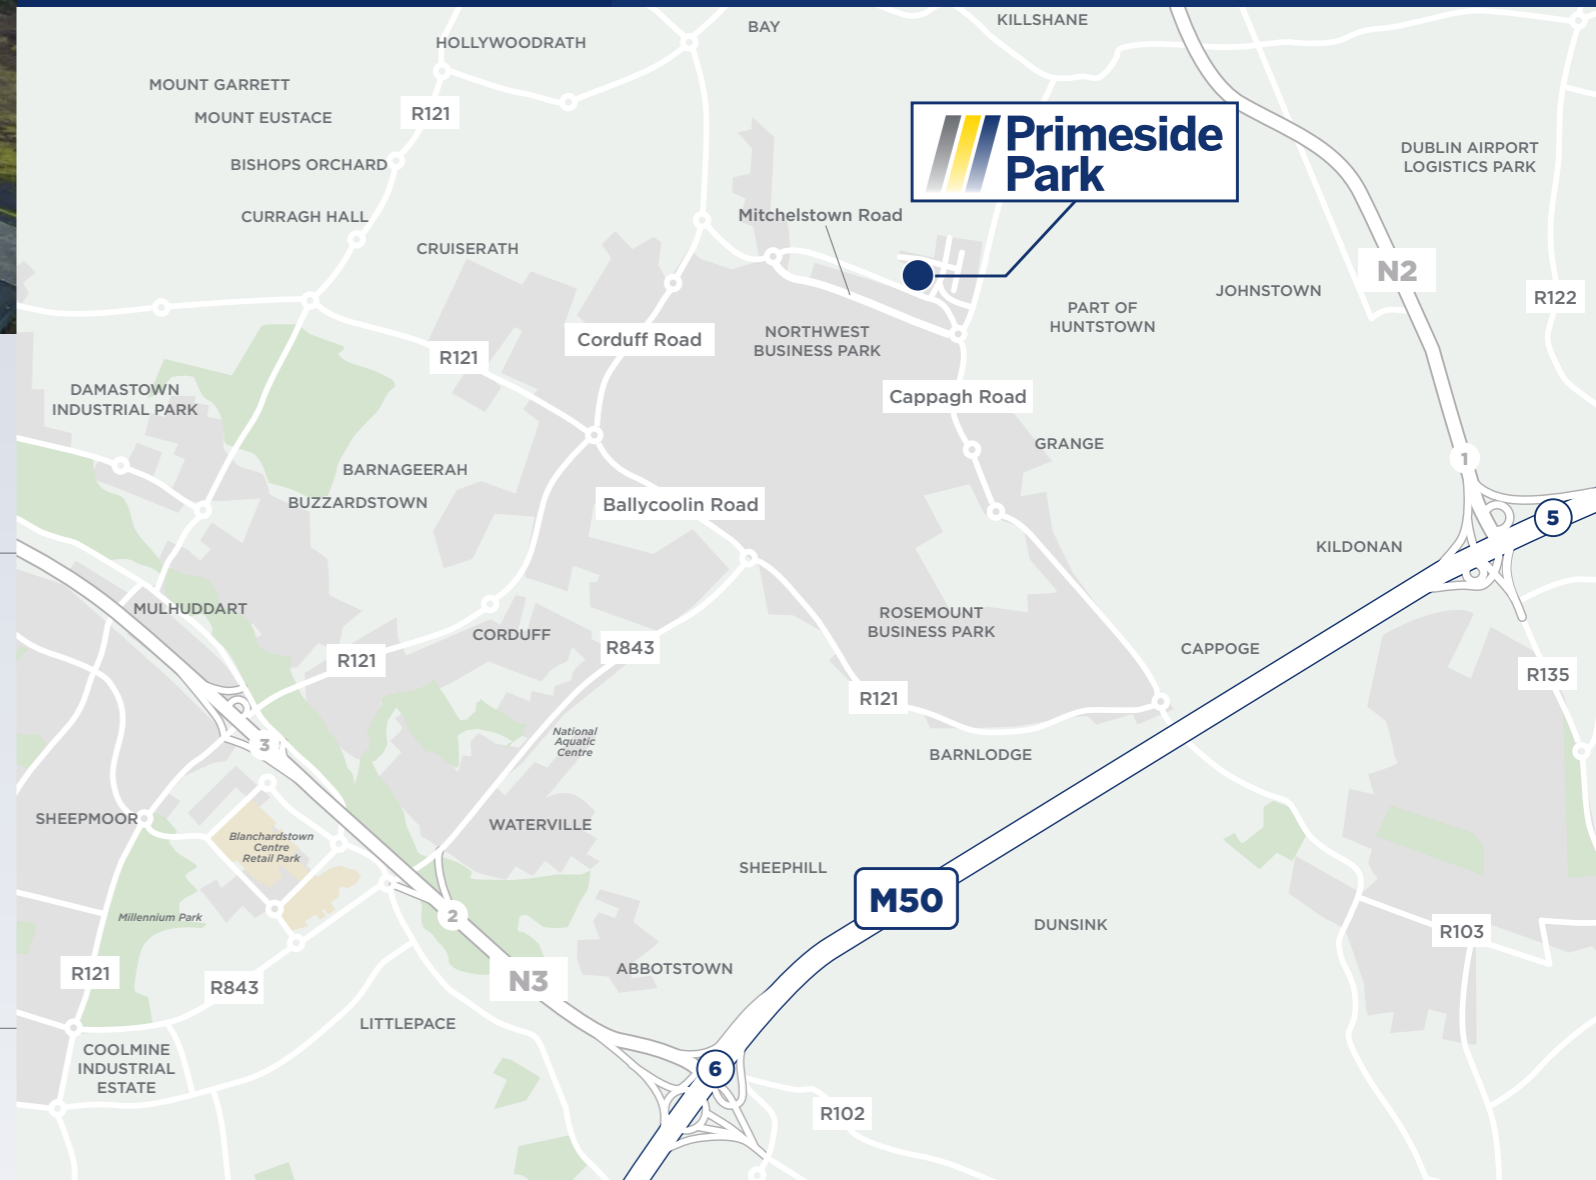 KILLSHANE
BAY
HOLLYWOODRATH
MOUNT GARRETT
R121
MOUNT EUSTACE
Primeside
Park
DUBLIN AIRPORT
LOGISTICS PARK
BISHOPS ORCHARD
CURRAGH HALL
Mitchelstown Road
CRUISERATH
N2
JOHNSTOWN
R122
PART OF
HUNTSTOWN
NORTHWEST
BUSINESS PARK
Corduff Road
R121
DAMASTOWN
INDUSTRIAL PARK
Cappagh Road
GRANGE
1
BARNAGEERAH
BUZZARDSTOWN
Ballycoolin Road
5
KILDONAN
MULHUDDART
ROSEMOUNT
BUSINESS PARK
CORDUFF
R843
CAPPOGE
R121
R135
R121
National
Aquatic
Centre
3
BARNLODGE
SHEEPMOOR
WATERVILLE
Blanchardstown
Centre
Retail Park
SHEEPHILL
M50
Millennium Park
2
DUNSINK
R103
R121
ABBOTSTOWN
N3
R843
LITTLEPACE
COOLMINE
INDUSTRIAL
ESTATE
6
R102